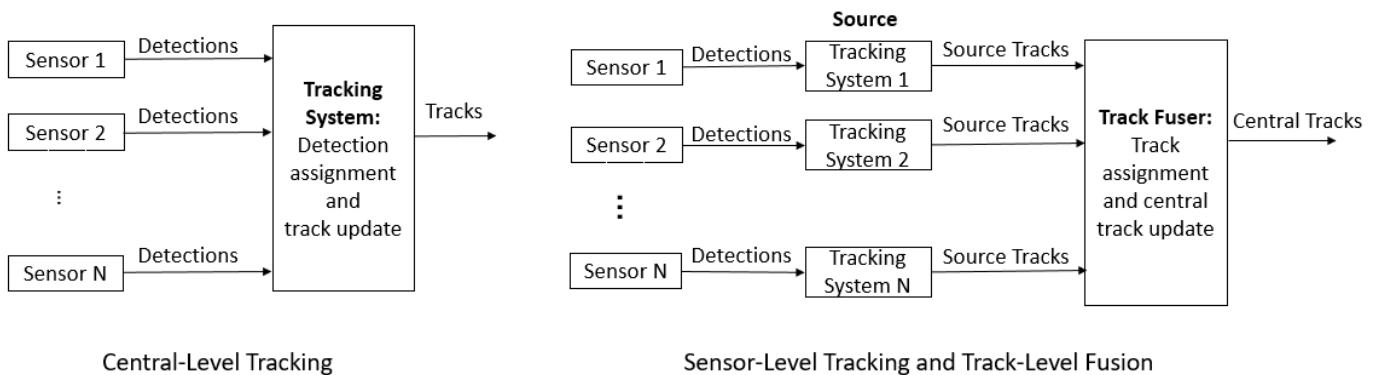 Sensor 1
Detections
Sensor 2
Detections
⋮
Sensor N
Detections
Tracking
System:
Detection
assignment
and
track update
Tracks
Central-Level Tracking
Source
Sensor 1
Detections
Tracking
System 1
Source Tracks
Sensor 2
Detections
Tracking
System 2
Source Tracks
⋮
Sensor N
Detections
Tracking
System N
Source Tracks
Track Fuser:
Track
assignment
and central
track update
Central Tracks
Sensor-Level Tracking and Track-Level Fusion